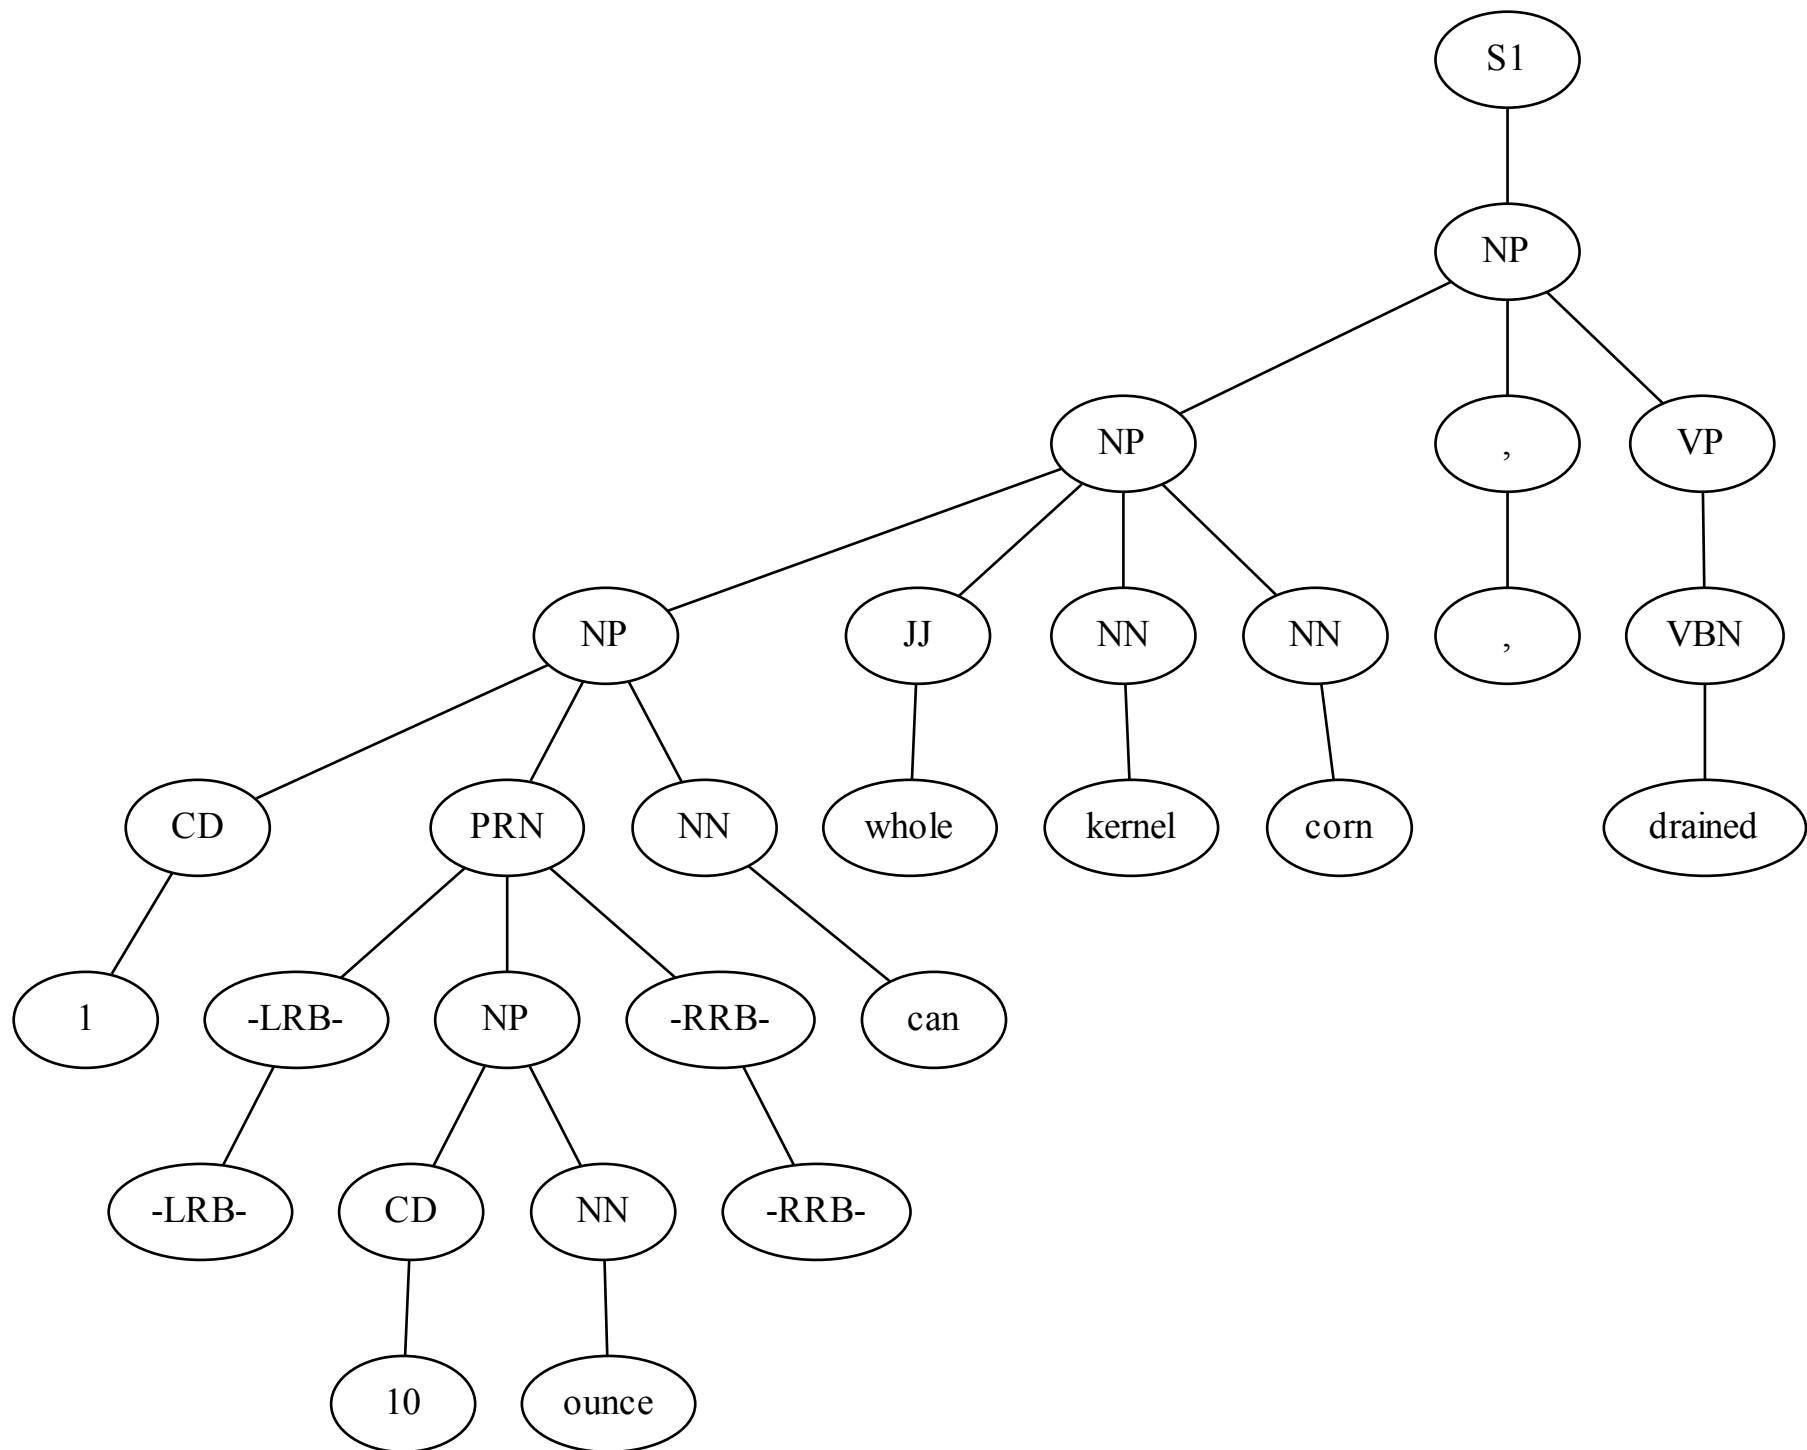 S1
NP
NP , VP
NP JJ NN NN , VBN
CD PRN NN whole kernel corn drained
1 -LRB- NP -RRB- can
-LRB- CD NN -RRB-
10 ounce